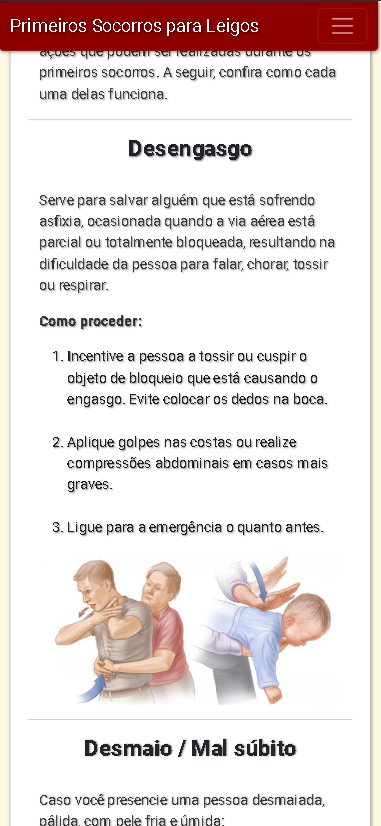 Primeiros Socorros para Leigos
ações que podem ser realizadas durante os
primeiros socorros. A seguir, confira como cada
uma delas funciona.
Desengasgo
Serve para salvar alguém que está sofrendo
asfixia, ocasionada quando a via aérea está
parcial ou totalmente bloqueada, resultando na
dificuldade da pessoa para falar, chorar, tossir
ou respirar.
Como proceder:
1. Incentive a pessoa a tossir ou cuspir o
objeto de bloqueio que está causando o
engasgo. Evite colocar os dedos na boca.
2. Aplique golpes nas costas ou realize
compressões abdominais em casos mais
graves.
3. Ligue para a emergência o quanto antes.
Desmaio / Mal súbito
Caso você presencie uma pessoa desmaiada,
pálida, com pele fria e úmida: